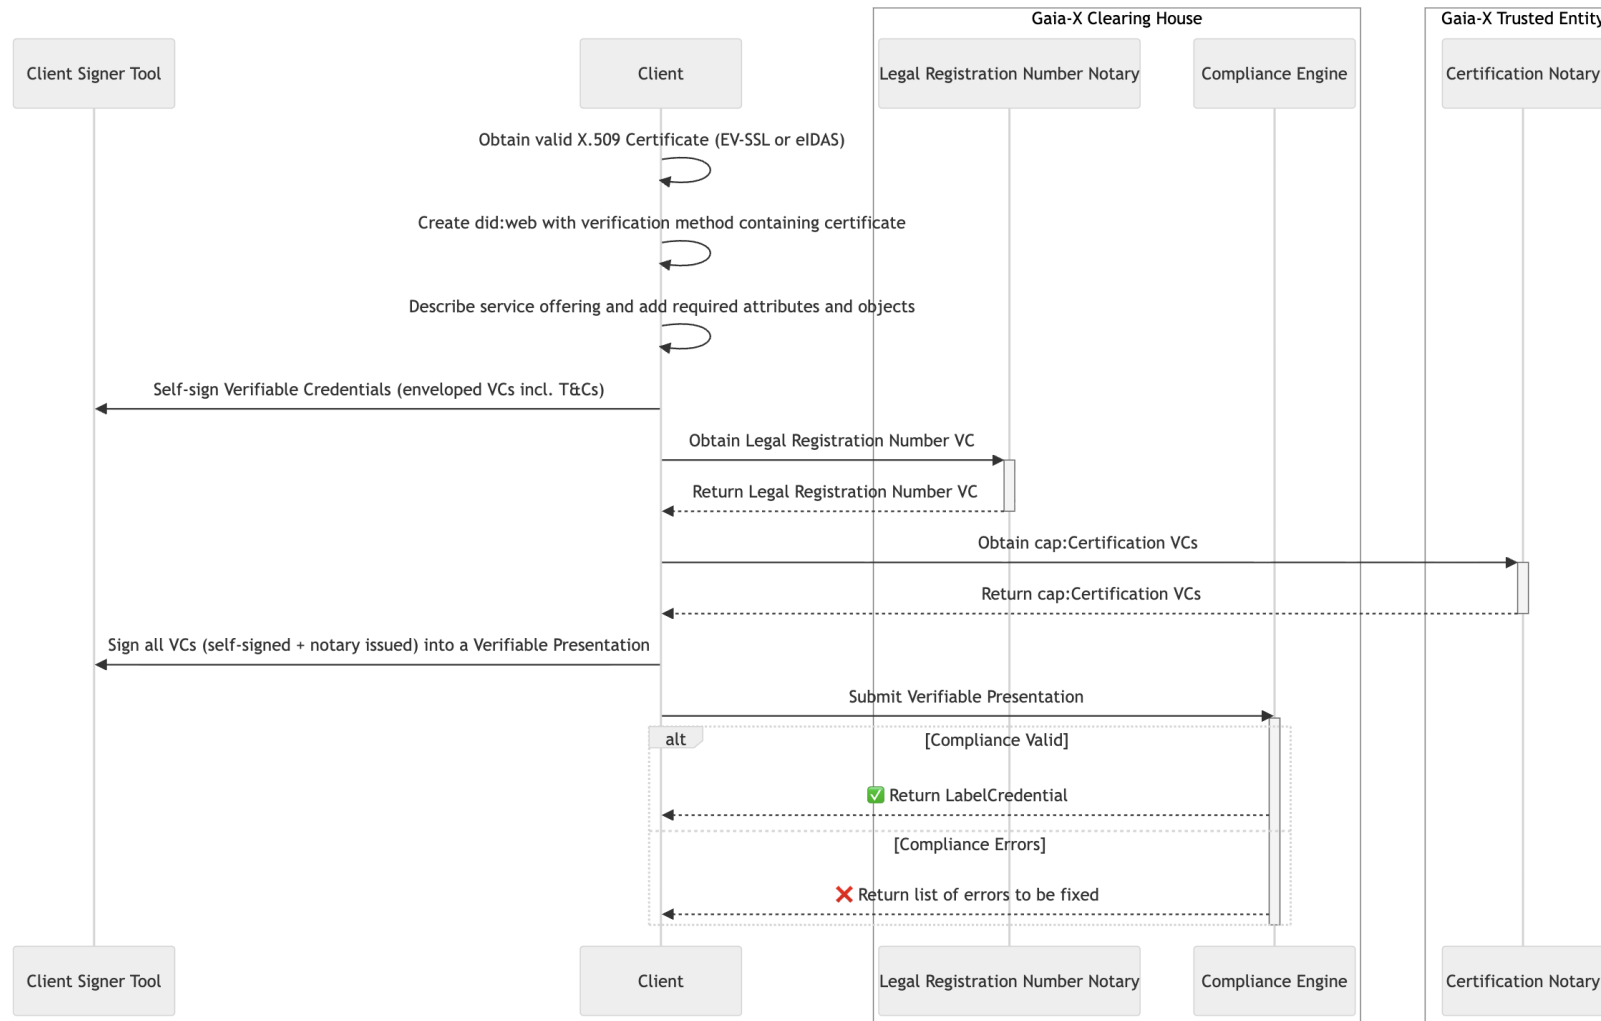 Gaia-X Clearing House
Gaia-X Trusted Entity
Client Signer Tool
Client
Legal Registration Number Notary
Compliance Engine
Certification Notary
Obtain valid X.509 Certificate (EV-SSL or eIDAS)
Create did:web with verification method containing certificate
Describe service offering and add required attributes and objects
Self-sign Verifiable Credentials (enveloped VCs incl. T&Cs)
Obtain Legal Registration Number VC
Return Legal Registration Number VC
Obtain cap:Certification VCs
Return cap:Certification VCs
Sign all VCs (self-signed + notary issued) into a Verifiable Presentation
Submit Verifiable Presentation
alt
[Compliance Valid]
✅ Return LabelCredential
[Compliance Errors]
❌ Return list of errors to be fixed
Client Signer Tool
Client
Legal Registration Number Notary
Compliance Engine
Certification Notary